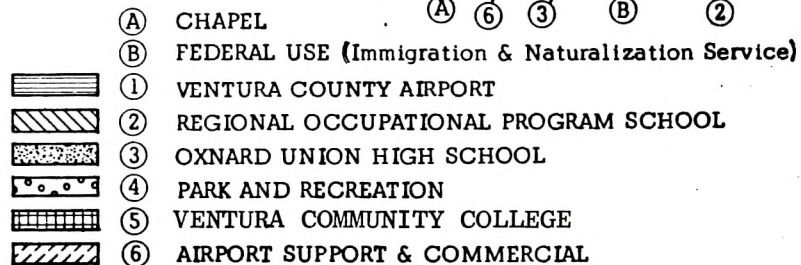 Ⓐ ⑥ ③ Ⓑ ②
Ⓐ CHAPEL
Ⓑ FEDERAL USE (Immigration & Naturalization Service)
① VENTURA COUNTY AIRPORT
② REGIONAL OCCUPATIONAL PROGRAM SCHOOL
③ OXNARD UNION HIGH SCHOOL
④ PARK AND RECREATION
⑤ VENTURA COMMUNITY COLLEGE
⑥ AIRPORT SUPPORT & COMMERCIAL